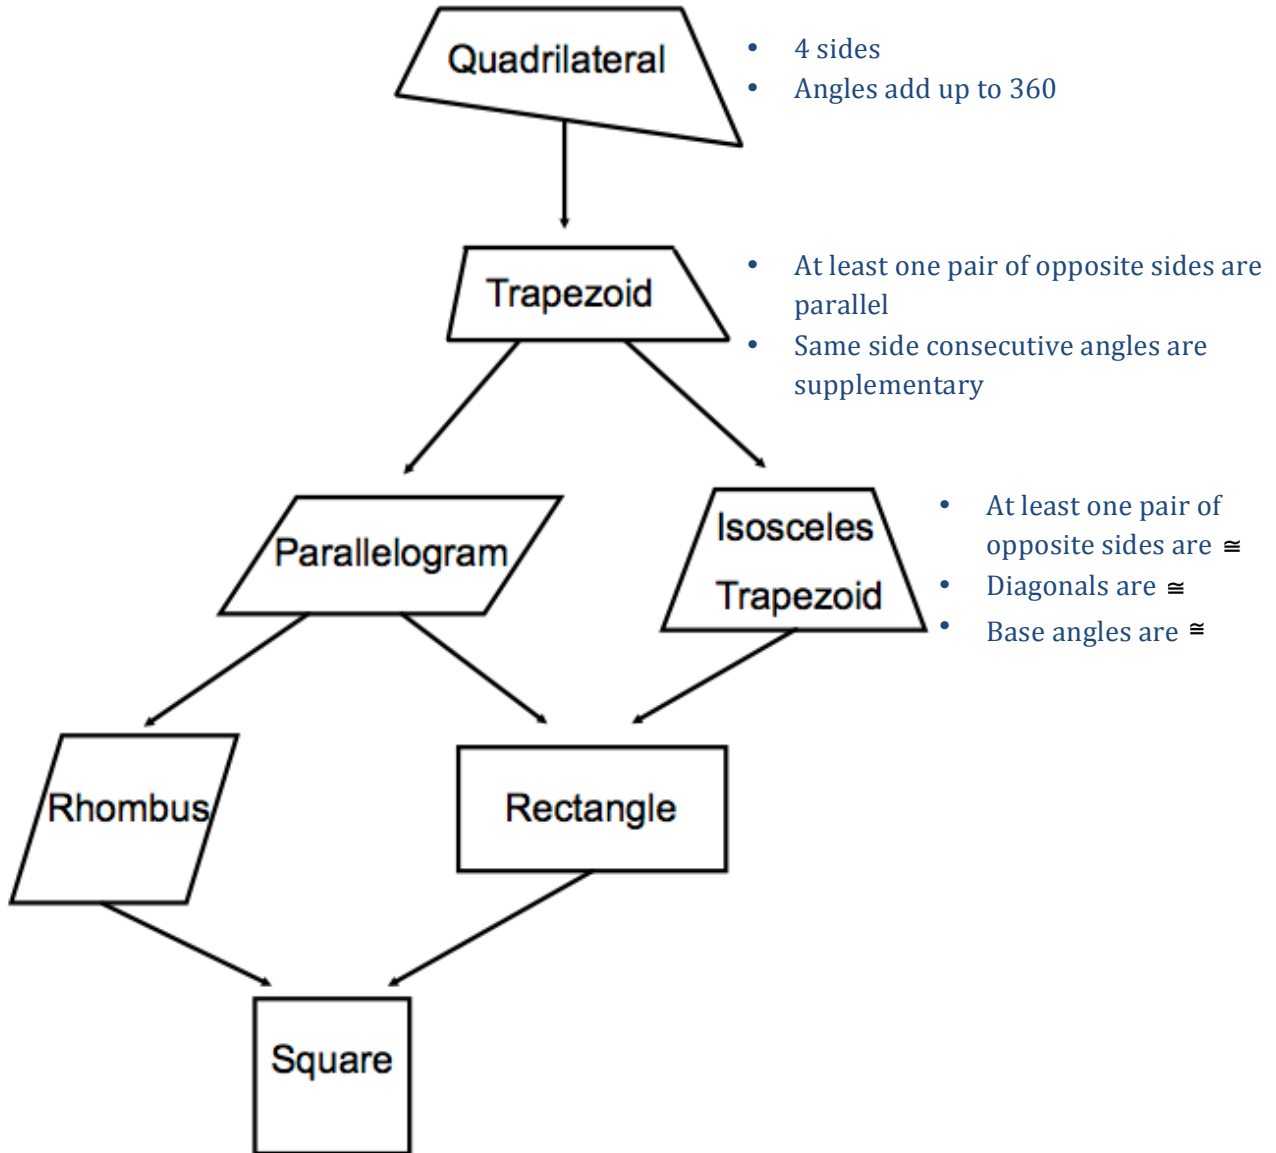 Quadrilateral
• 4 sides
• Angles add up to 360
Trapezoid
• At least one pair of opposite sides are
parallel
• Same side consecutive angles are
supplementary
Parallelogram
Isosceles
Trapezoid
• At least one pair of
opposite sides are ≅
• Diagonals are ≅
• Base angles are ≅
Rhombus
Rectangle
Square